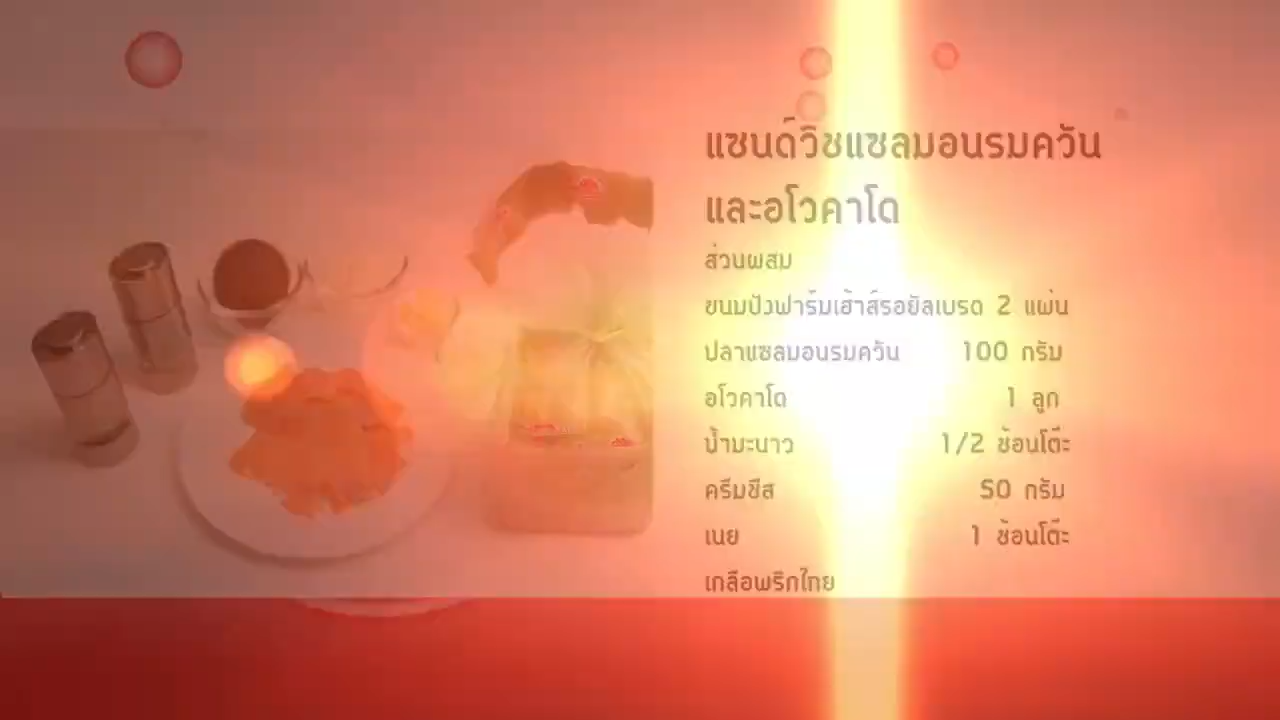 แซนด์วิชแซลมอนรมควัน
และอโวคาโด
ส่วนผสม
ขนมปังฟาร์มเฮ้าส์รอยัลเบรด 2 แผ่น
ปลาแซลมอนรมควัน 100 กรัม
อโวคาโด 1 ลูก
น้ำมะนาว 1/2 ช้อนโต๊ะ
ครีมชีส 50 กรัม
เนย 1 ช้อนโต๊ะ
เกลือพริกไทย